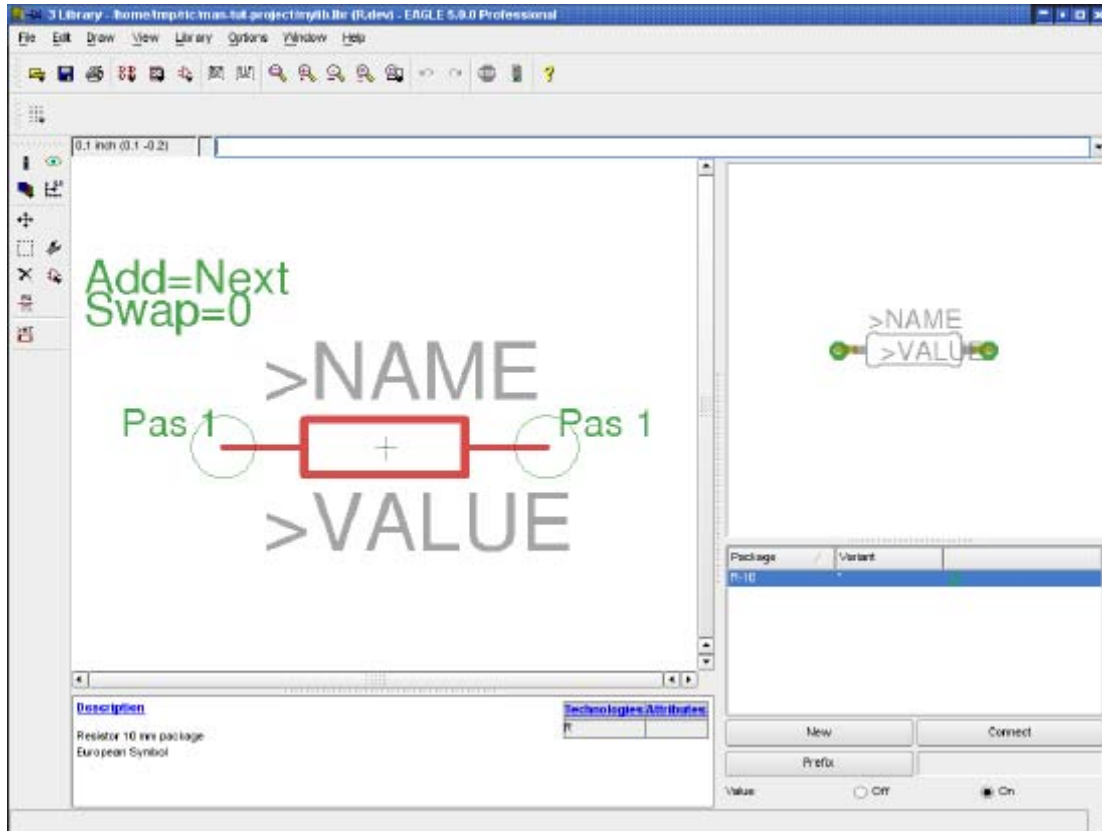 3 Library - /home/tmp/tic/man-tut.project/mylib.lbr (R.dev) - EAGLE 5.0.0 Professional
File Edit Draw View Library Options Window Help
0.1 inch (0.1 -0.2)
Add=Next
Swap=0
>NAME
Pas 1
Pas 1
>VALUE
>NAME
>VALUE
Package Variant
R-10
Description
Technologies Attributes
Resistor 10 mm package
R
European Symbol
New Connect
Prefix
Value Off On